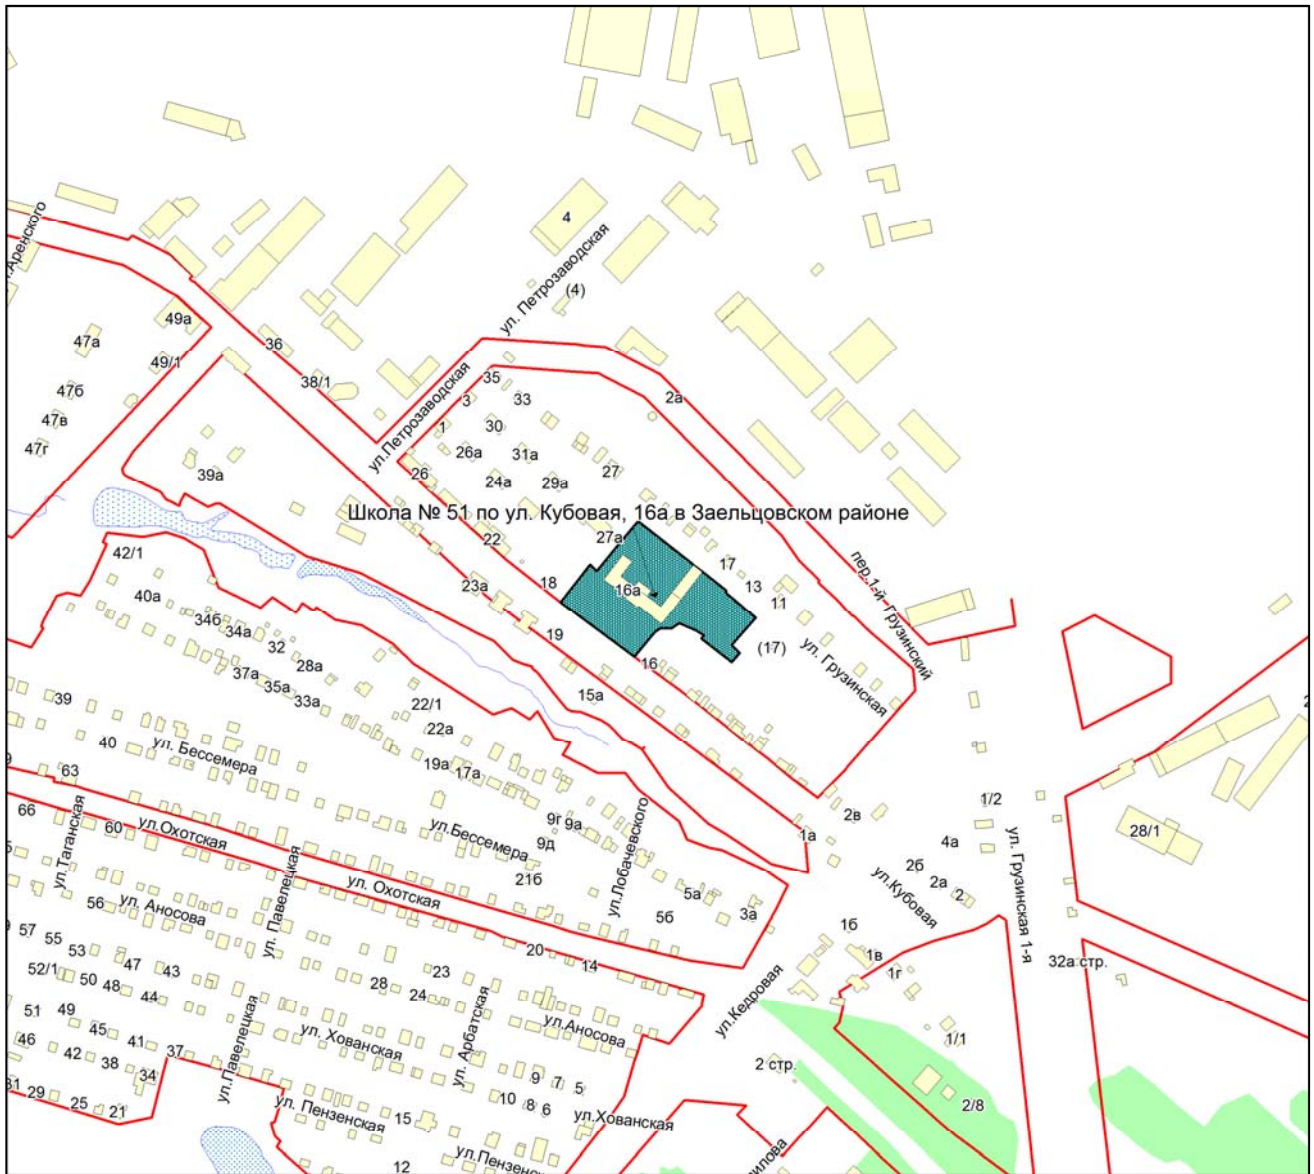 4
ул. Петрозаводская
(4)
.Аренского
49а
47а
36
49/1
38/1
47б
47в
47г
39а
ул.Петрозаводская
35
3
33
2а
1
30
26а
31а
26
24а
29а
27
Школа № 51 по ул. Кубовая, 16а в Заельцовском районе
27а
22
17
13
11
пер. 1-й Грузинский
18
23а
16а
19
(17)
ул. Грузинская
16
15а
42/1
40а
34б
34а
32
28а
37а
35а
33а
22/1
22а
39
40
ул. Бессемера
19а
17а
63
66
60
ул.Таганская
ул.Охотская
ул. Павелецкая
ул.Бессемера
9г
9а
9д
21б
ул.Лобачевского
5а
5б
3а
ул. Охотская
1а
2в
1/2
4а
2б
2а
2
ул.Кубовая
ул. Грузинская 1-я
28/1
56
ул. Аносова
57
55
53
52/1
50
48
47
43
44
51
49
46
45
42
41
38
37
34
31
29
25
21
20
14
28
24
23
ул. Хованская
ул. Арбатская
ул.Аносова
ул.Павелецкая
ул. Пензенская
15
12
10
9
8
7
6
5
ул.Хованская
ул.Пензенс
ул.Кедровая
1б
1в
1г
32а стр.
1/1
2 стр.
2/8
илова